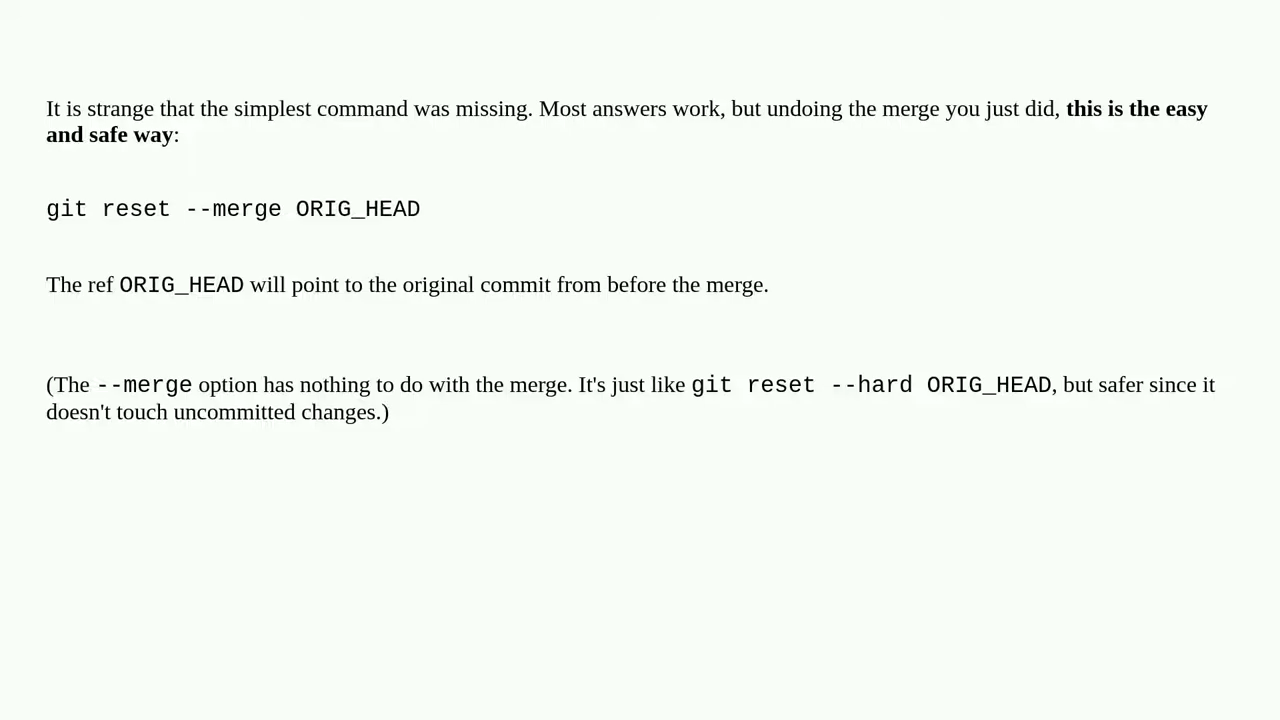 It is strange that the simplest command was missing. Most answers work, but undoing the merge you just did, this is the easy
and safe way:
git reset --merge ORIG_HEAD
The ref ORIG_HEAD will point to the original commit from before the merge.
(The --merge option has nothing to do with the merge. It's just like git reset --hard ORIG_HEAD, but safer since it
doesn't touch uncommitted changes.)